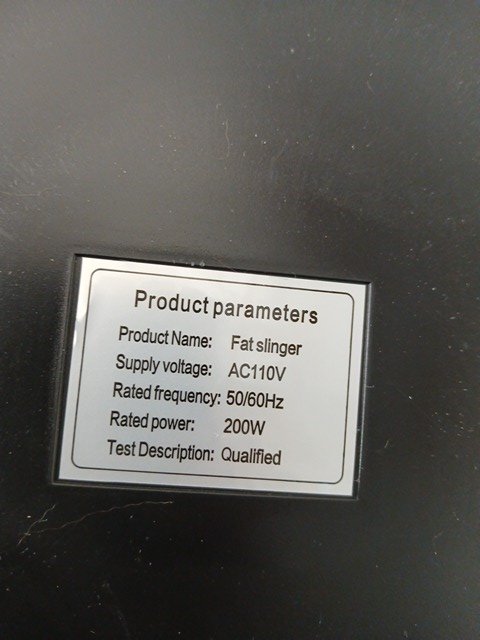 Product parameters
Product Name: Fat slinger
Supply voltage: AC110V
Rated frequency: 50/60Hz
Rated power: 200W
Test Description: Qualified